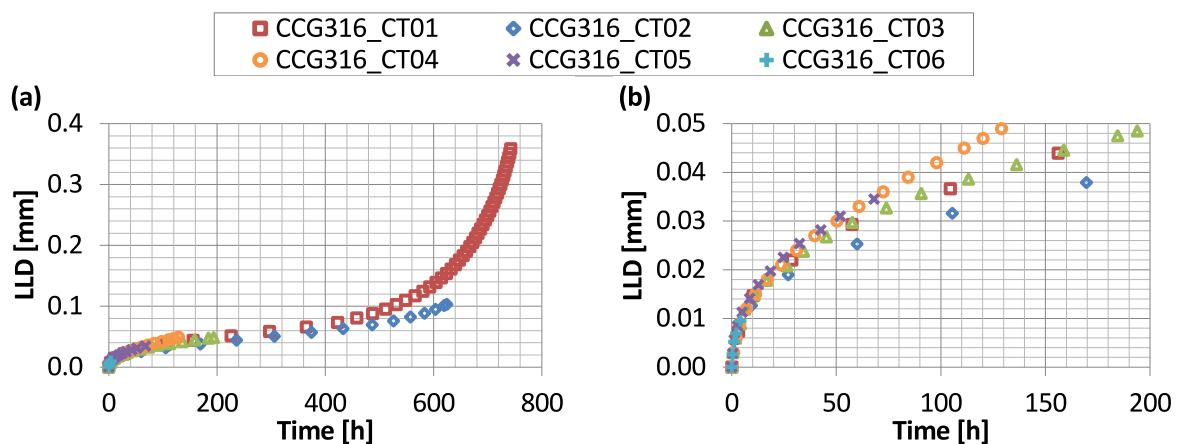 CCG316_CT01 CCG316_CT02 CCG316_CT03
CCG316_CT04 CCG316_CT05 CCG316_CT06
(a)
LLD [mm]
0.4
0.3
0.2
0.1
0.0
0 200 400 600 800
Time [h]
(b)
LLD [mm]
0.05
0.04
0.03
0.02
0.01
0.00
0 50 100 150 200
Time [h]